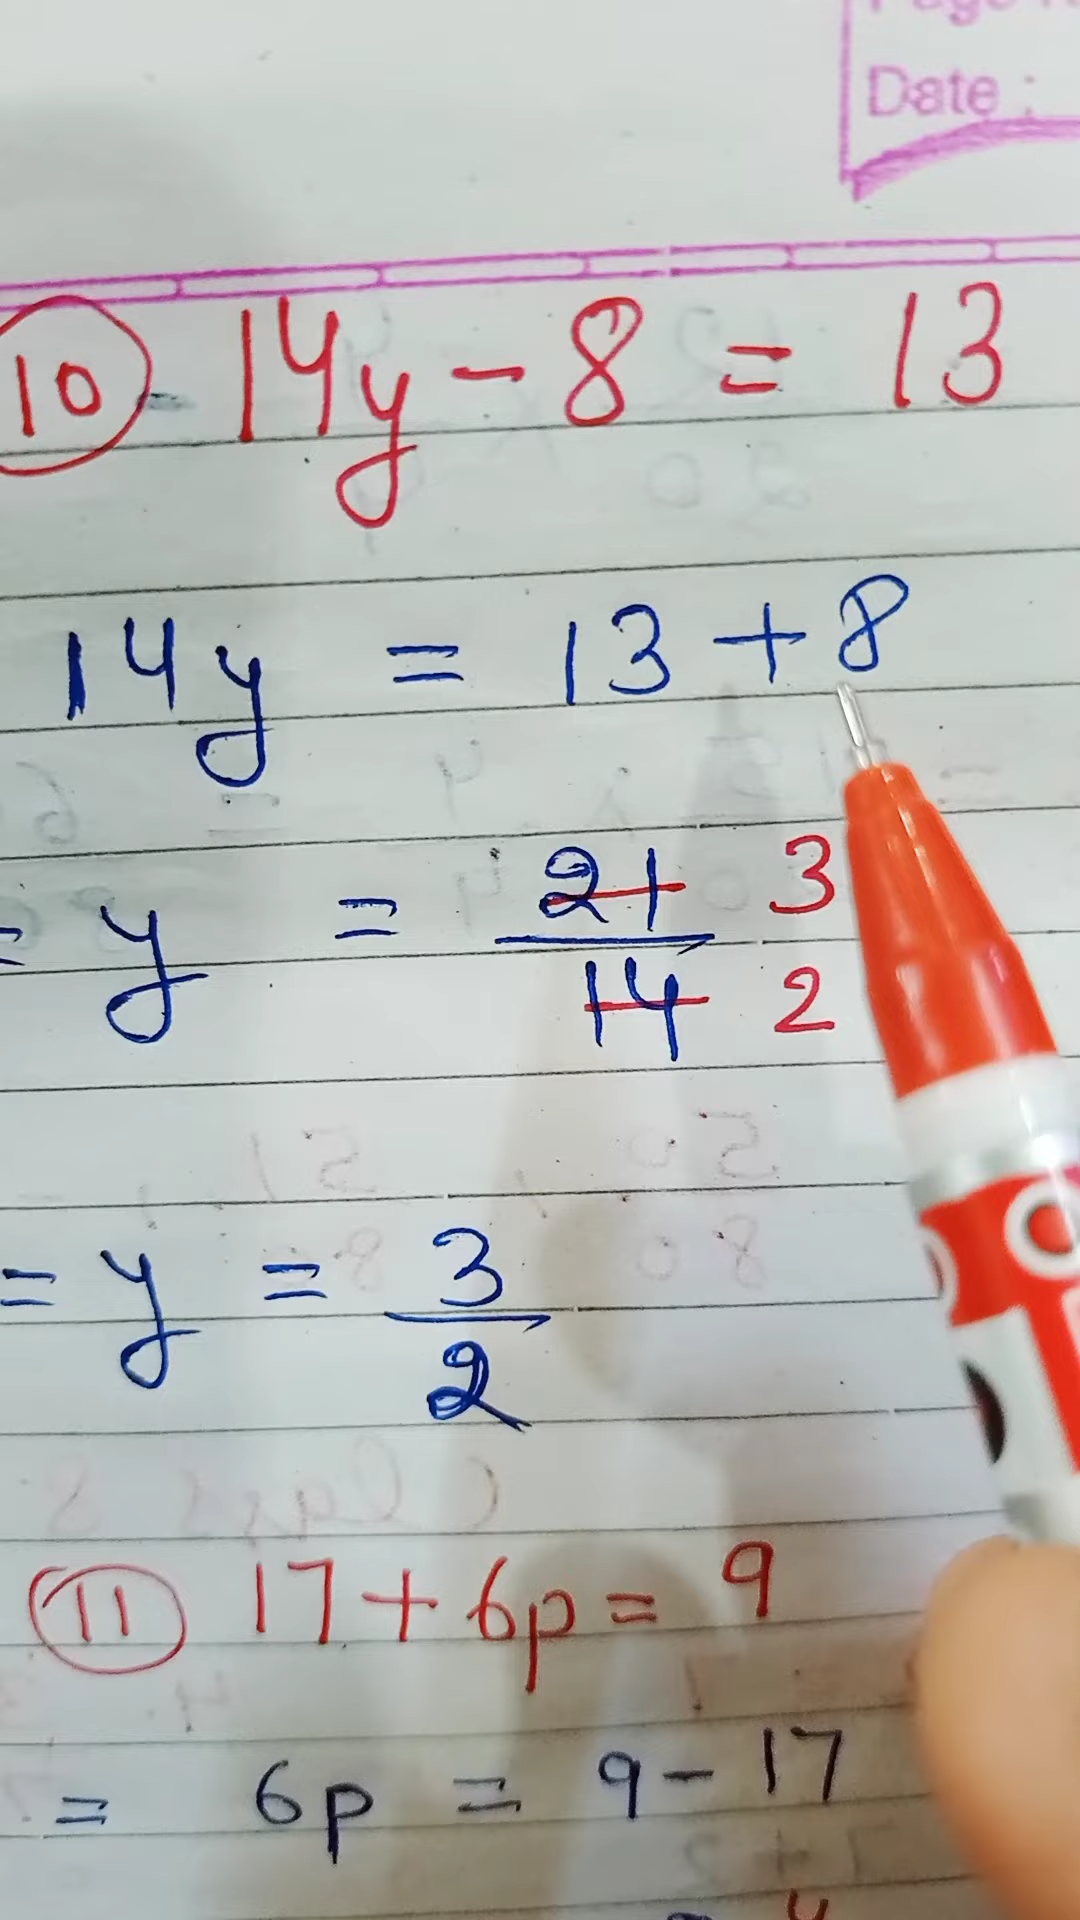 Date :
10 14y - 8 = 13
14y = 13 + 8
= y = 21/14 3/2
= y = 3/2
11 17 + 6p = 9
= 6p = 9 - 17